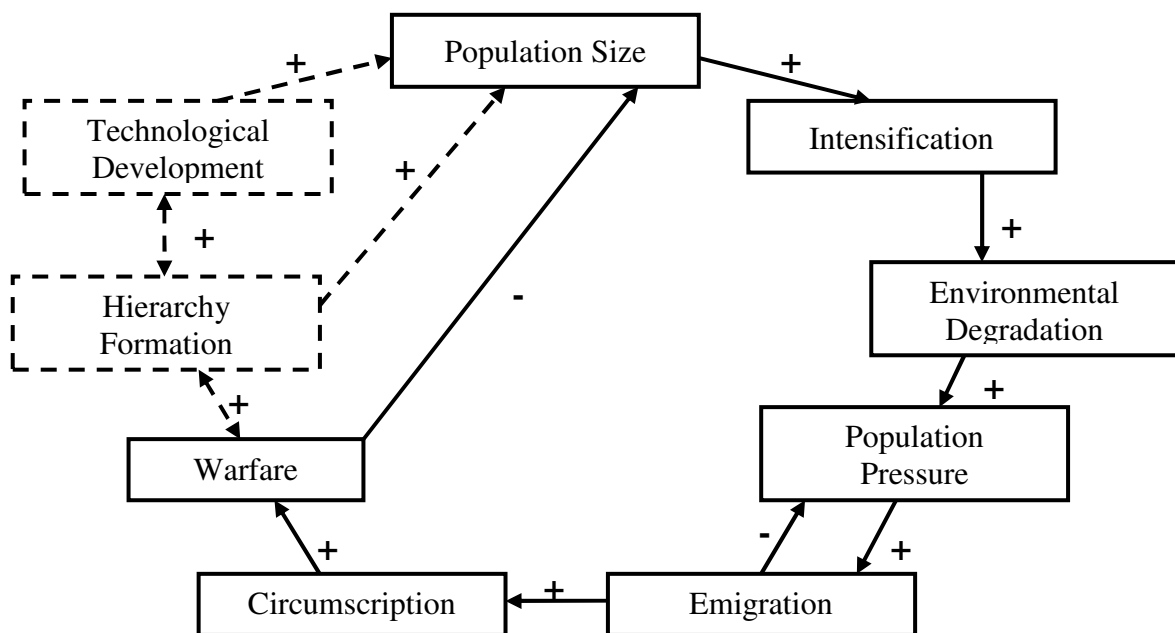 Population Size
+
+
Technological
Development
Intensification
+
+
+
Hierarchy
Formation
-
Environmental
Degradation
+
+
Warfare
Population
Pressure
+
-
+
Circumscription
+
Emigration